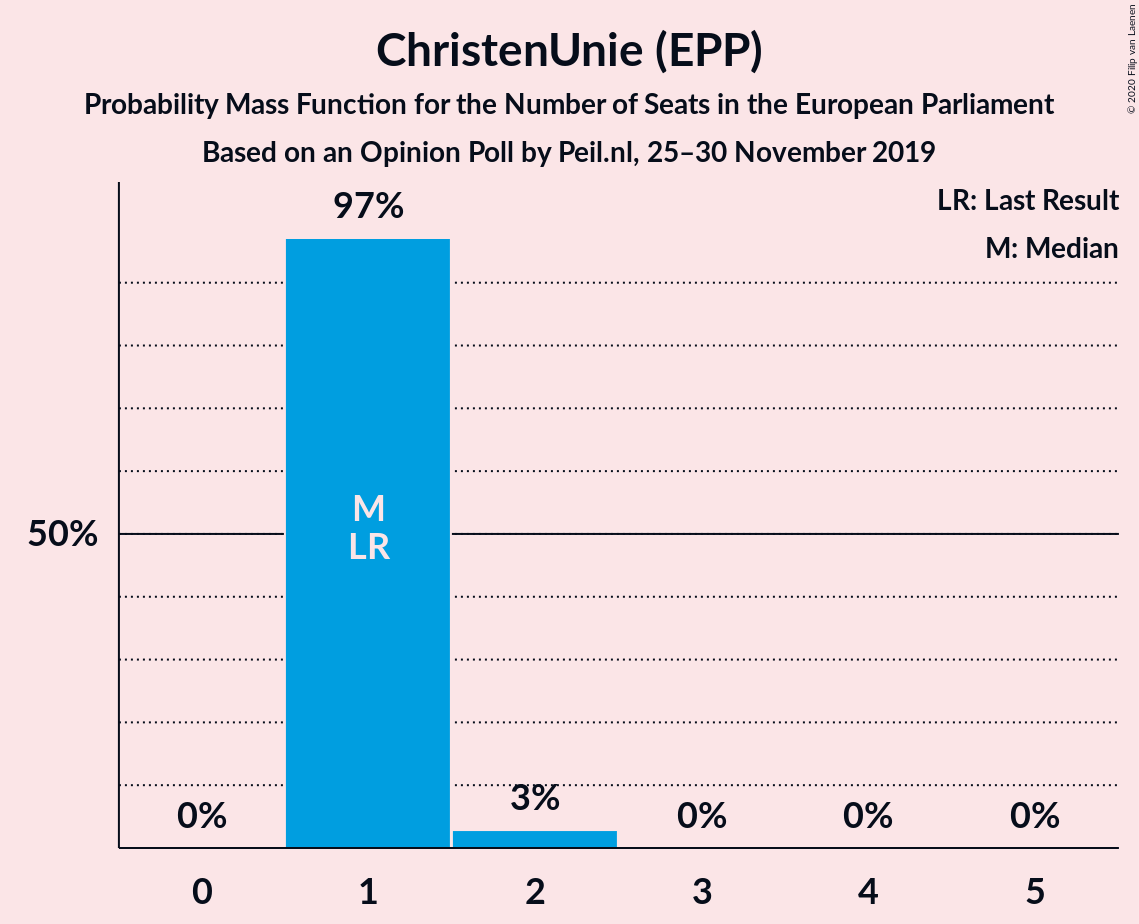 ChristenUnie (EPP)
Probability Mass Function for the Number of Seats in the European Parliament
Based on an Opinion Poll by Peil.nl, 25–30 November 2019
© 2020 Filip van Laenen
LR: Last Result
M: Median
97%
M
LR
50%
0%
3%
0%
0%
0%
0
1
2
3
4
5